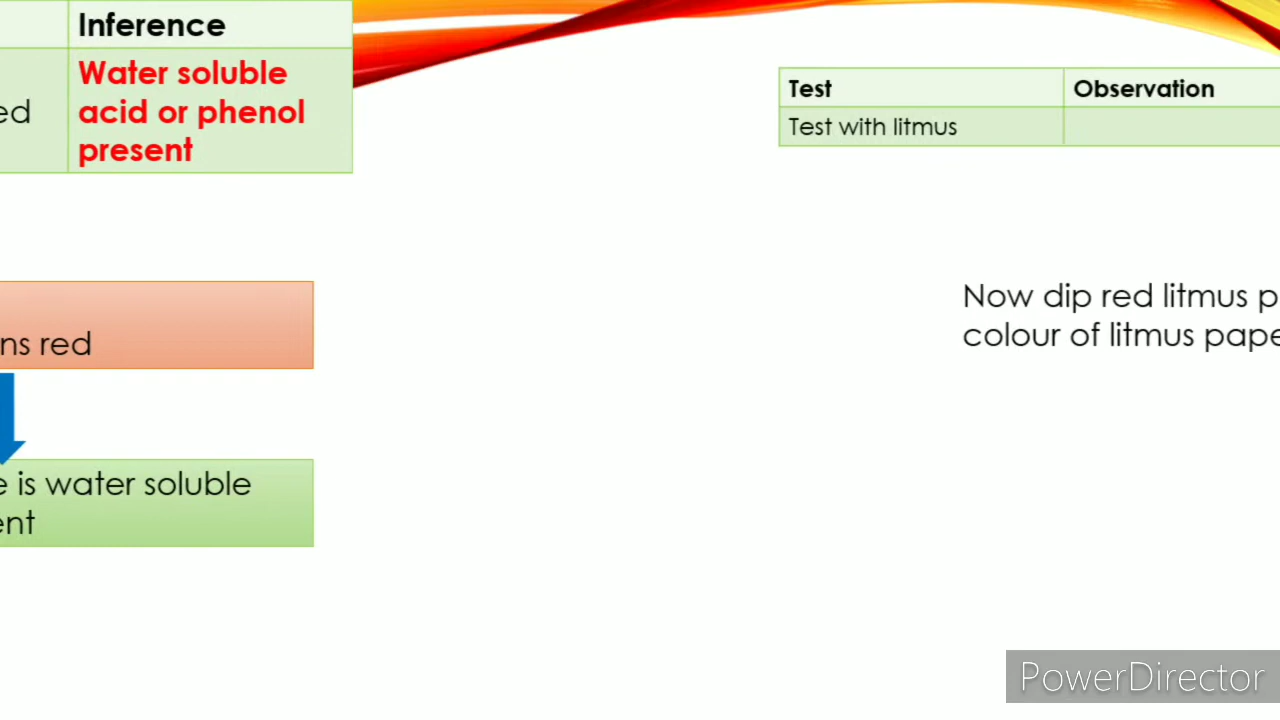 Inference
ed
Water soluble
acid or phenol
present
ns red
e is water soluble
ent
Test
Observation
Test with litmus
Now dip red litmus p
colour of litmus pape
PowerDirector